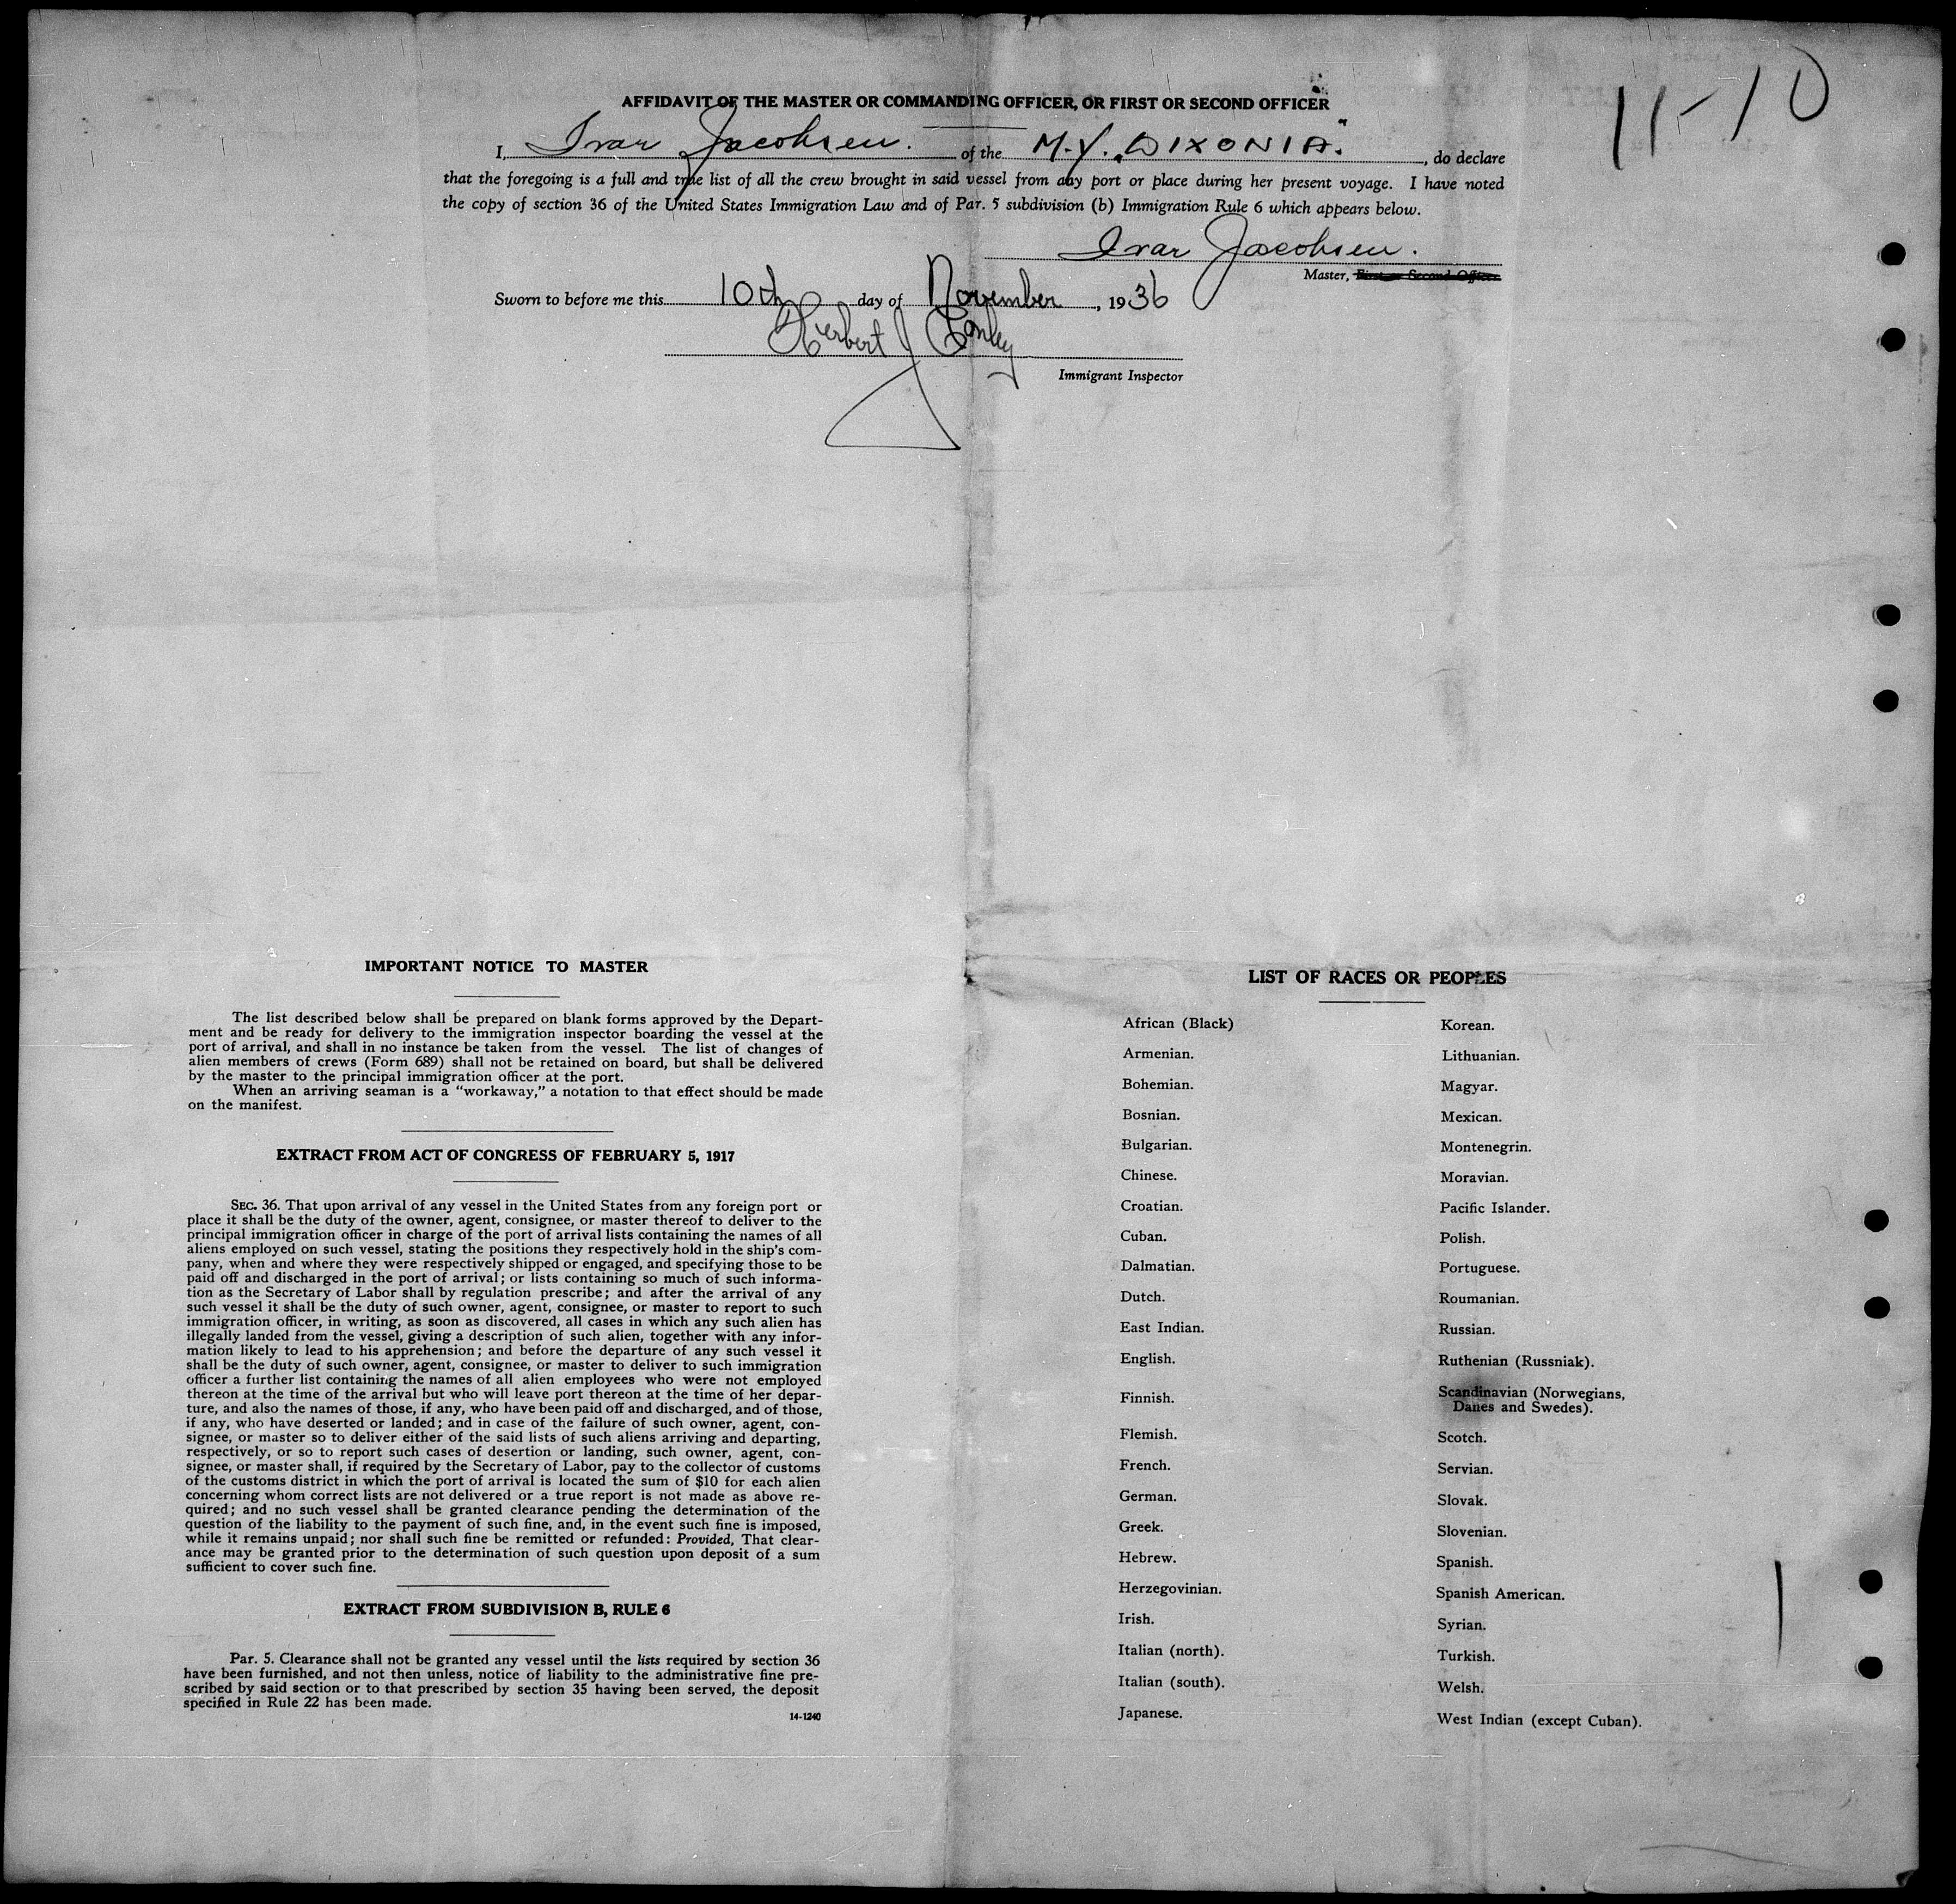 11-10
AFFIDAVIT OF THE MASTER OR COMMANDING OFFICER, OR FIRST OR SECOND OFFICER
I, Ivar Jacobsen. of the M.Y. „DIXONIA.", do declare
that the foregoing is a full and true list of all the crew brought in said vessel from any port or place during her present voyage. I have noted
the copy of section 36 of the United States Immigration Law and of Par. 5 subdivision (b) Immigration Rule 6 which appears below.
Ivar Jacobsen.
Master, First or Second Officer.
Sworn to before me this 10th day of November, 1936
Herbert J Conley
Immigrant Inspector
IMPORTANT NOTICE TO MASTER
The list described below shall be prepared on blank forms approved by the Depart-
ment and be ready for delivery to the immigration inspector boarding the vessel at the
port of arrival, and shall in no instance be taken from the vessel. The list of changes of
alien members of crews (Form 689) shall not be retained on board, but shall be delivered
by the master to the principal immigration officer at the port.
When an arriving seaman is a “workaway,” a notation to that effect should be made
on the manifest.
EXTRACT FROM ACT OF CONGRESS OF FEBRUARY 5, 1917
SEC. 36. That upon arrival of any vessel in the United States from any foreign port or
place it shall be the duty of the owner, agent, consignee, or master thereof to deliver to the
principal immigration officer in charge of the port of arrival lists containing the names of all
aliens employed on such vessel, stating the positions they respectively hold in the ship's com-
pany, when and where they were respectively shipped or engaged, and specifying those to be
paid off and discharged in the port of arrival; or lists containing so much of such informa-
tion as the Secretary of Labor shall by regulation prescribe; and after the arrival of any
such vessel it shall be the duty of such owner, agent, consignee, or master to report to such
immigration officer, in writing, as soon as discovered, all cases in which any such alien has
illegally landed from the vessel, giving a description of such alien, together with any infor-
mation likely to lead to his apprehension; and before the departure of any such vessel it
shall be the duty of such owner, agent, consignee, or master to deliver to such immigration
officer a further list containing the names of all alien employees who were not employed
thereon at the time of the arrival but who will leave port thereon at the time of her depar-
ture, and also the names of those, if any, who have been paid off and discharged, and of those,
if any, who have deserted or landed; and in case of the failure of such owner, agent, con-
signee, or master so to deliver either of the said lists of such aliens arriving and departing,
respectively, or so to report such cases of desertion or landing, such owner, agent, con-
signee, or master shall, if required by the Secretary of Labor, pay to the collector of customs
of the customs district in which the port of arrival is located the sum of $10 for each alien
concerning whom correct lists are not delivered or a true report is not made as above re-
quired; and no such vessel shall be granted clearance pending the determination of the
question of the liability to the payment of such fine, and, in the event such fine is imposed,
while it remains unpaid; nor shall such fine be remitted or refunded: Provided, That clear-
ance may be granted prior to the determination of such question upon deposit of a sum
sufficient to cover such fine.
EXTRACT FROM SUBDIVISION B, RULE 6
Par. 5. Clearance shall not be granted any vessel until the lists required by section 36
have been furnished, and not then unless, notice of liability to the administrative fine pre-
scribed by said section or to that prescribed by section 35 having been served, the deposit
specified in Rule 22 has been made.
14-1240
LIST OF RACES OR PEOPLES
African (Black)
Armenian.
Bohemian.
Bosnian.
Bulgarian.
Chinese.
Croatian.
Cuban.
Dalmatian.
Dutch.
East Indian.
English.
Finnish.
Flemish.
French.
German.
Greek.
Hebrew.
Herzegovinian.
Irish.
Italian (north).
Italian (south).
Japanese.
Korean.
Lithuanian.
Magyar.
Mexican.
Montenegrin.
Moravian.
Pacific Islander.
Polish.
Portuguese.
Roumanian.
Russian.
Ruthenian (Russniak).
Scandinavian (Norwegians,
Danes and Swedes).
Scotch.
Servian.
Slovak.
Slovenian.
Spanish.
Spanish American.
Syrian.
Turkish.
Welsh.
West Indian (except Cuban).